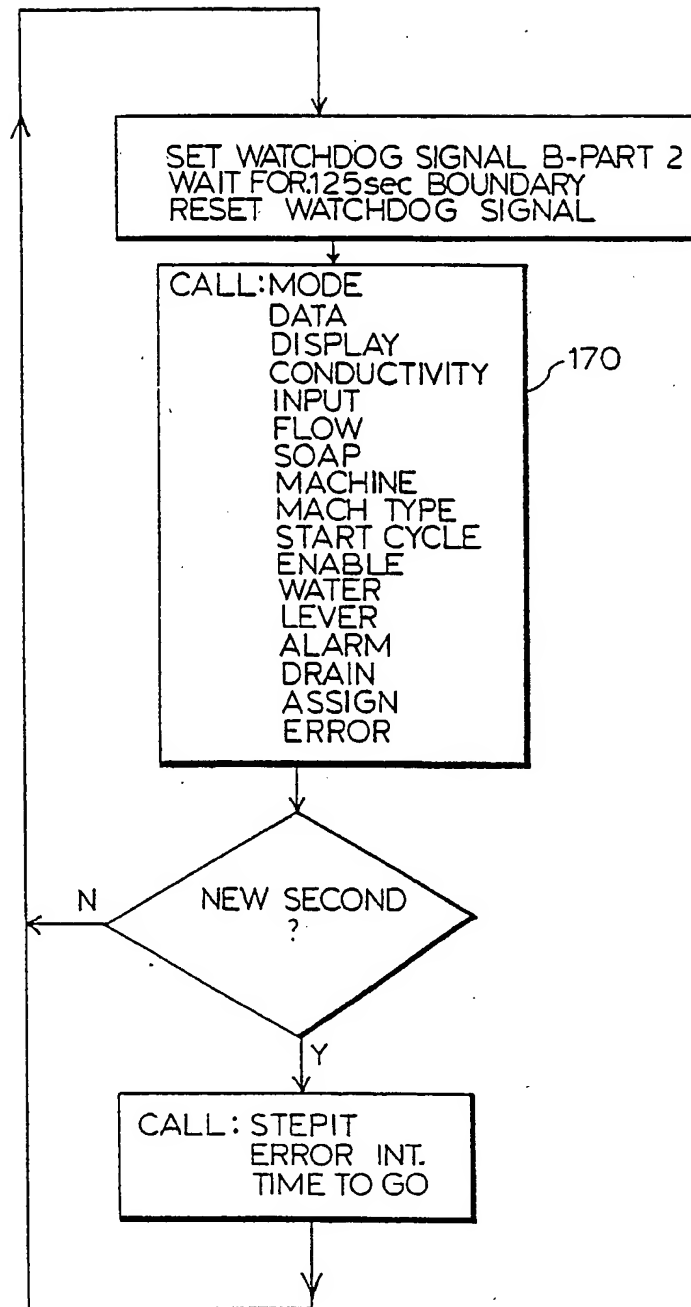 SET WATCHDOG SIGNAL B-PART 2
WAIT FOR.125sec BOUNDARY
RESET WATCHDOG SIGNAL
CALL:MODE
DATA
DISPLAY
CONDUCTIVITY
170
INPUT
FLOW
SOAP
MACHINE
MACH TYPE
START CYCLE
ENABLE
WATER
LEVER
ALARM
DRAIN
ASSIGN
ERROR
N
NEW SECOND
?
Y
CALL: STEPIT
ERROR INT.
TIME TO GO